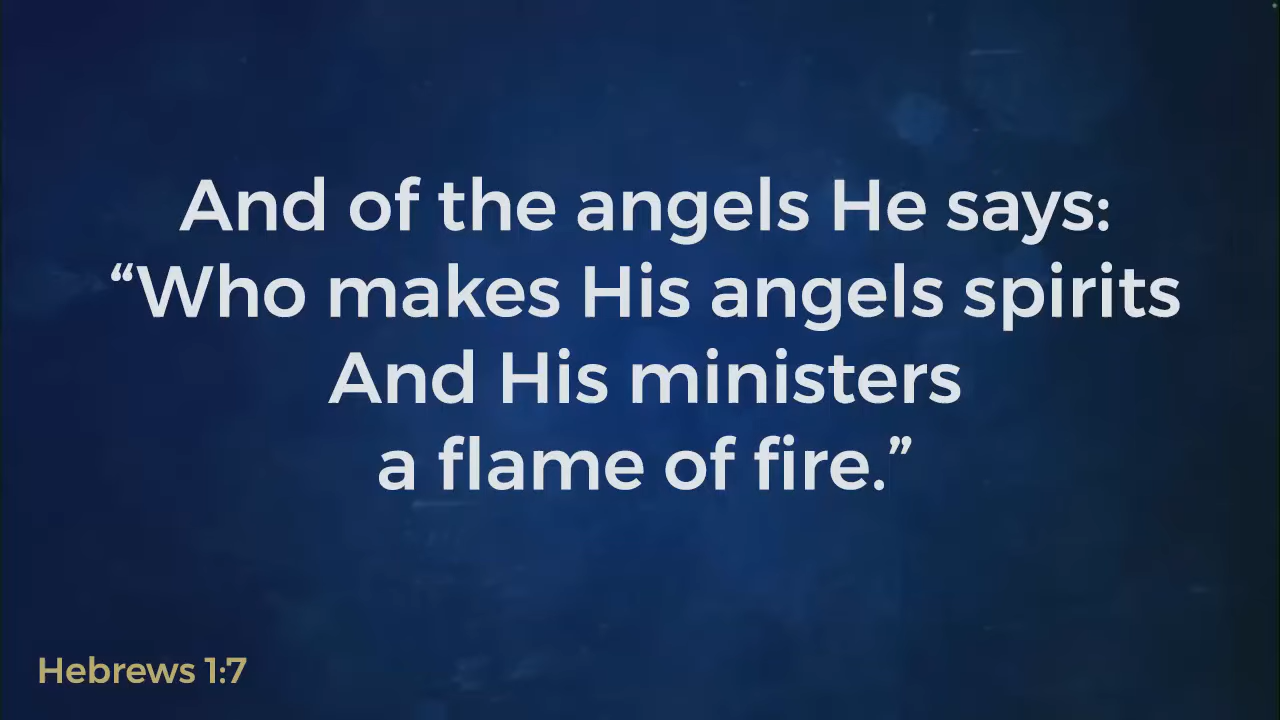 And of the angels He says:
“Who makes His angels spirits
And His ministers
a flame of fire.”
Hebrews 1:7